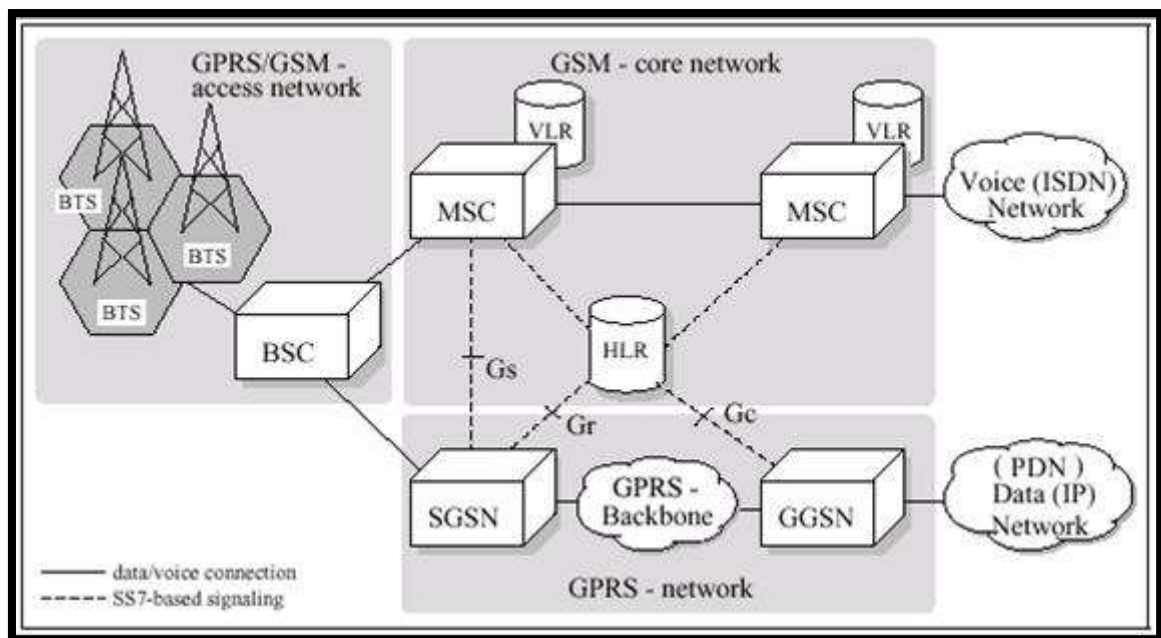 GPRS/GSM -
access network
BTS
BTS
BTS
BSC
GSM - core network
VLR
VLR
MSC
MSC
Voice (ISDN)
Network
HLR
Gs
Gr
Gc
SGSN
GPRS -
Backbone
GGSN
( PDN )
Data (IP)
Network
GPRS - network
data/voice connection
SS7-based signaling